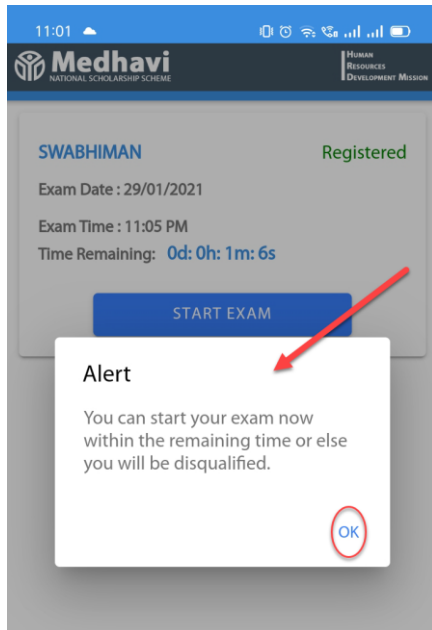 11:01
Medhavi
NATIONAL SCHOLARSHIP SCHEME
HUMAN
RESOURCES
DEVELOPMENT MISSION
SWABHIMAN Registered
Exam Date : 29/01/2021
Exam Time : 11:05 PM
Time Remaining: 0d: 0h: 1m: 6s
START EXAM
Alert
You can start your exam now
within the remaining time or else
you will be disqualified.
OK